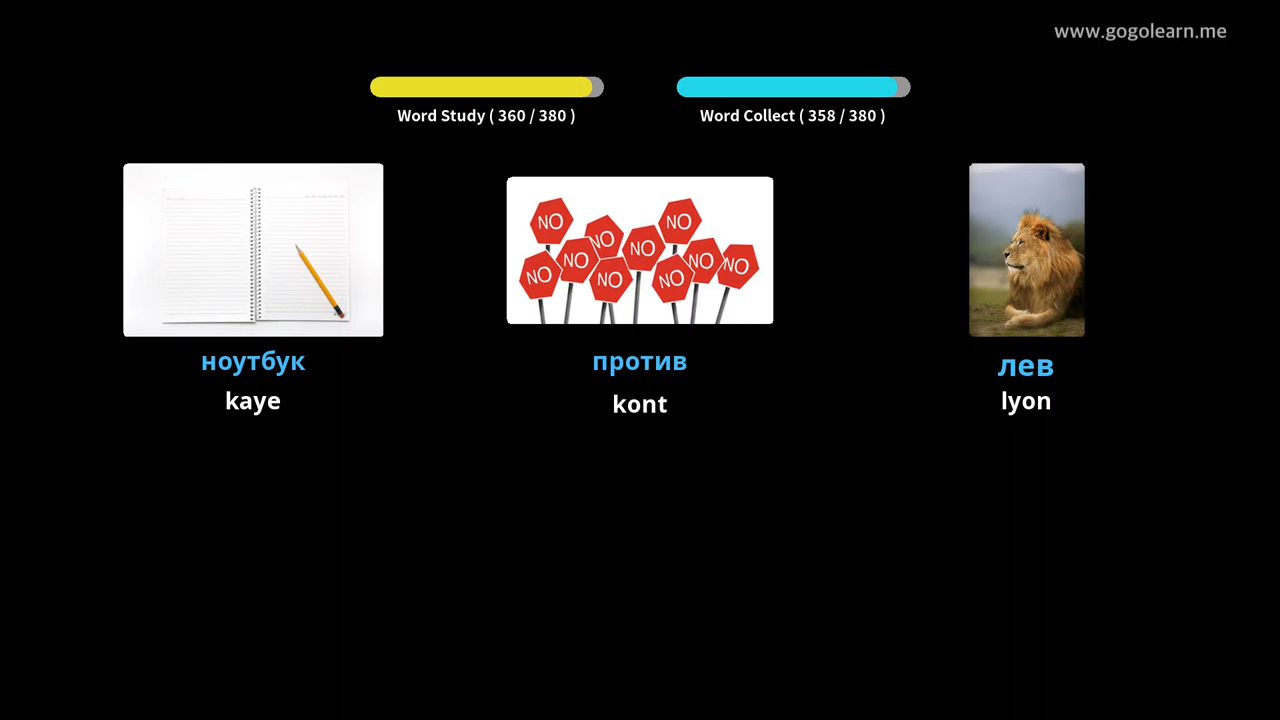 www.gogolearn.me
Word Study ( 360 / 380 )
Word Collect ( 358 / 380 )
NO
NO
NO
NO
NO
NO
NO
NO
NO
NO
ноутбук
против
лев
kaye
kont
lyon